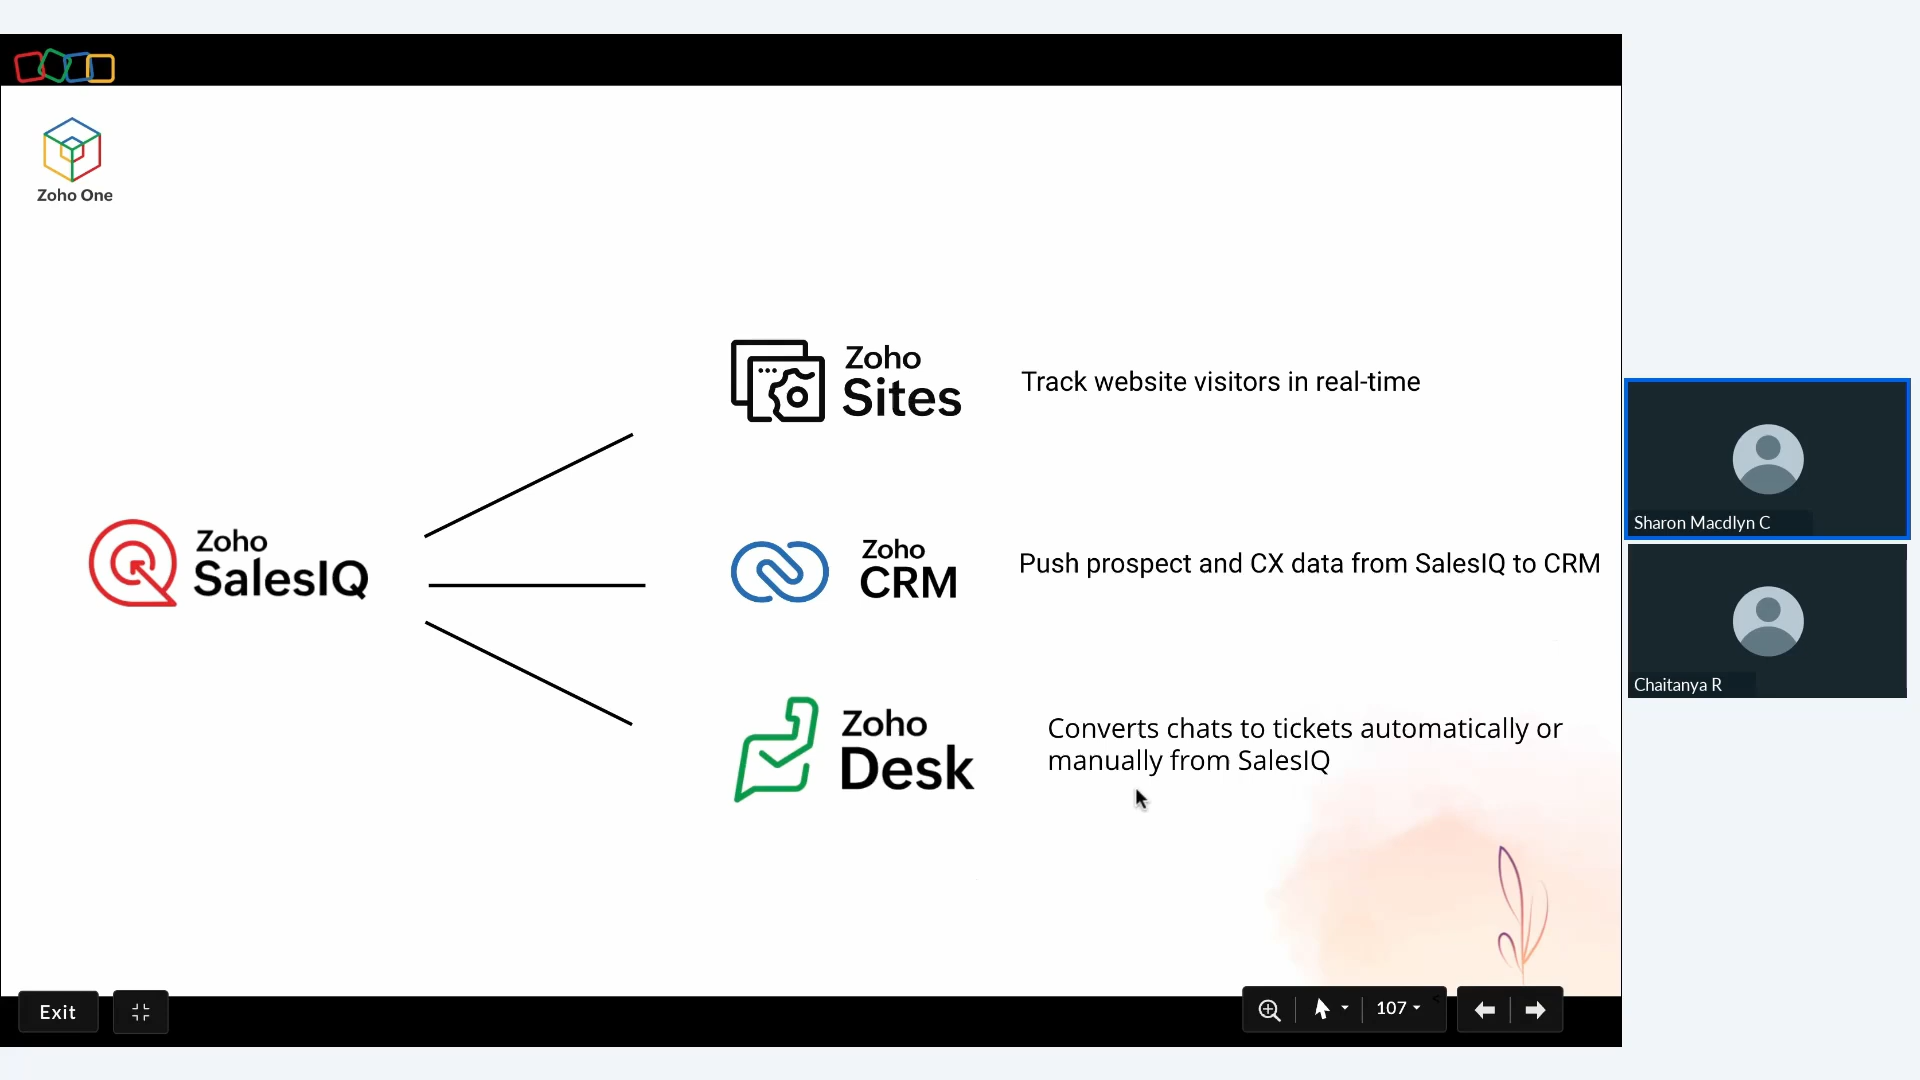 Zoho One
Zoho
Sites
Track website visitors in real-time
Zoho
SalesIQ
Zoho
CRM
Push prospect and CX data from SalesIQ to CRM
Zoho
Desk
Converts chats to tickets automatically or
manually from SalesIQ
Sharon Macdlyn C
Chaitanya R
Exit
107